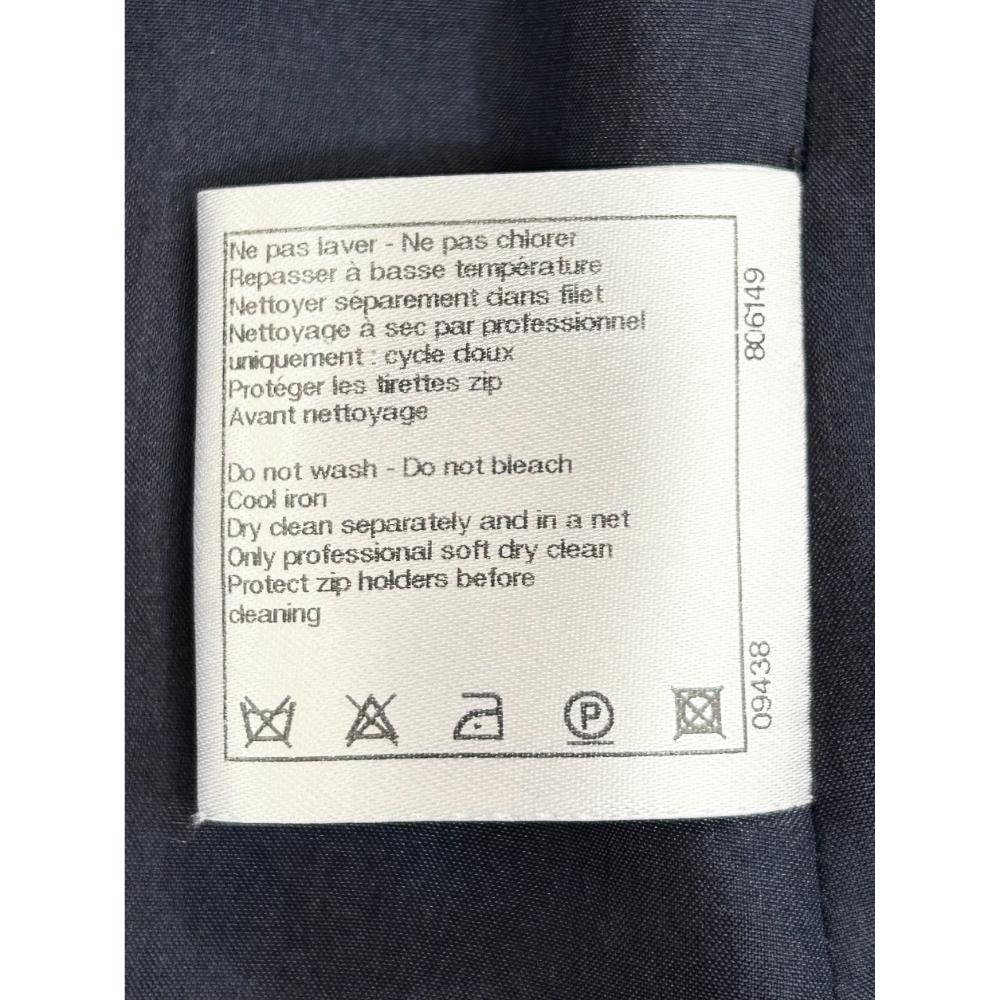 Ne pas laver - Ne pas chlorer
Repasser à basse température
Nettoyer séparement dans filet
Nettoyage à sec par professionnel
uniquement : cycle doux
Protéger les tirettes zip
Avant nettoyage
Do not wash - Do not bleach
Cool iron
Dry clean separately and in a net
Only professional soft dry clean
Protect zip holders before
cleaning
P
806149
09438